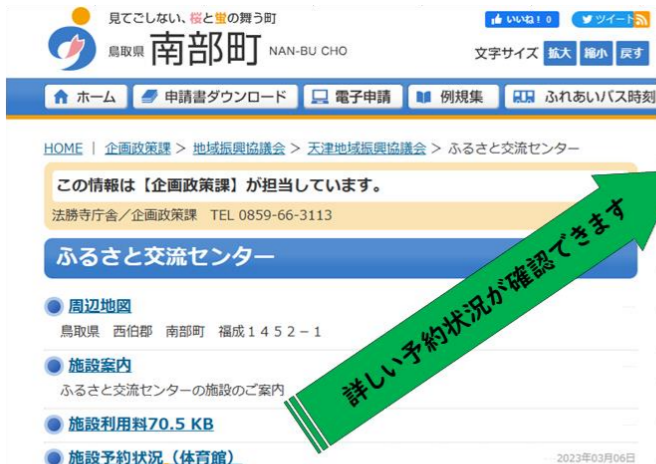 見てごしない、桜と蛍の舞う町
鳥取県 南部町 NAN-BU CHO
いいね! 0 ツイート
文字サイズ 拡大 縮小 戻す
ホーム 申請書ダウンロード 電子申請 例規集 ふれあいバス時刻
HOME | 企画政策課 > 地域振興協議会 > 天津地域振興協議会 > ふるさと交流センター
この情報は【企画政策課】が担当しています。
法勝寺庁舎／企画政策課 TEL 0859-66-3113
ふるさと交流センター
周辺地図
鳥取県 西伯郡 南部町 福成１４５２－１
施設案内
ふるさと交流センターの施設のご案内
施設利用料70.5 KB
施設予約状況（体育館）
2023年03月06日
詳しい予約状況が確認できます